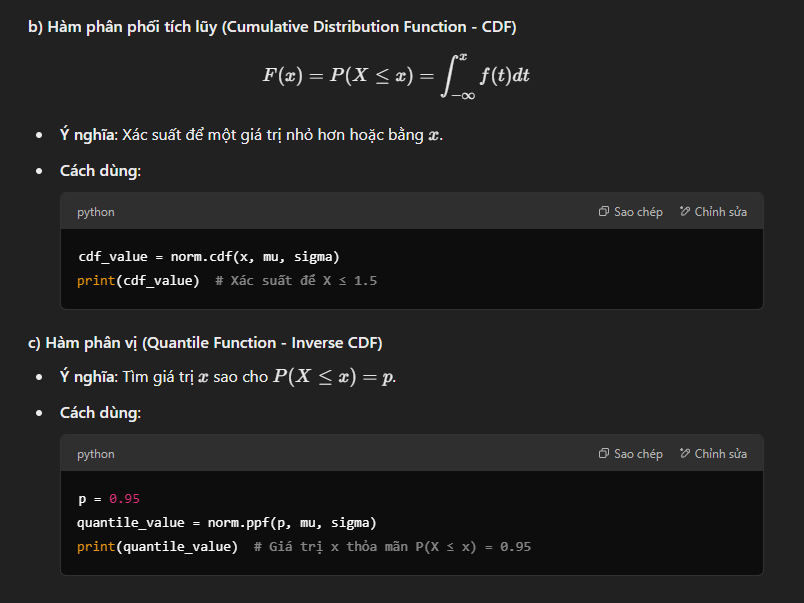 b) Hàm phân phối tích lũy (Cumulative Distribution Function - CDF)
F(x) = P(X ≤ x) = ∫_{-∞}^{x} f(t)dt
• Ý nghĩa: Xác suất để một giá trị nhỏ hơn hoặc bằng x.
• Cách dùng:
python Sao chép Chỉnh sửa
cdf_value = norm.cdf(x, mu, sigma)
print(cdf_value)  # Xác suất để X ≤ 1.5
c) Hàm phân vị (Quantile Function - Inverse CDF)
• Ý nghĩa: Tìm giá trị x sao cho P(X ≤ x) = p.
• Cách dùng:
python Sao chép Chỉnh sửa
p = 0.95
quantile_value = norm.ppf(p, mu, sigma)
print(quantile_value)  # Giá trị x thỏa mãn P(X ≤ x) = 0.95